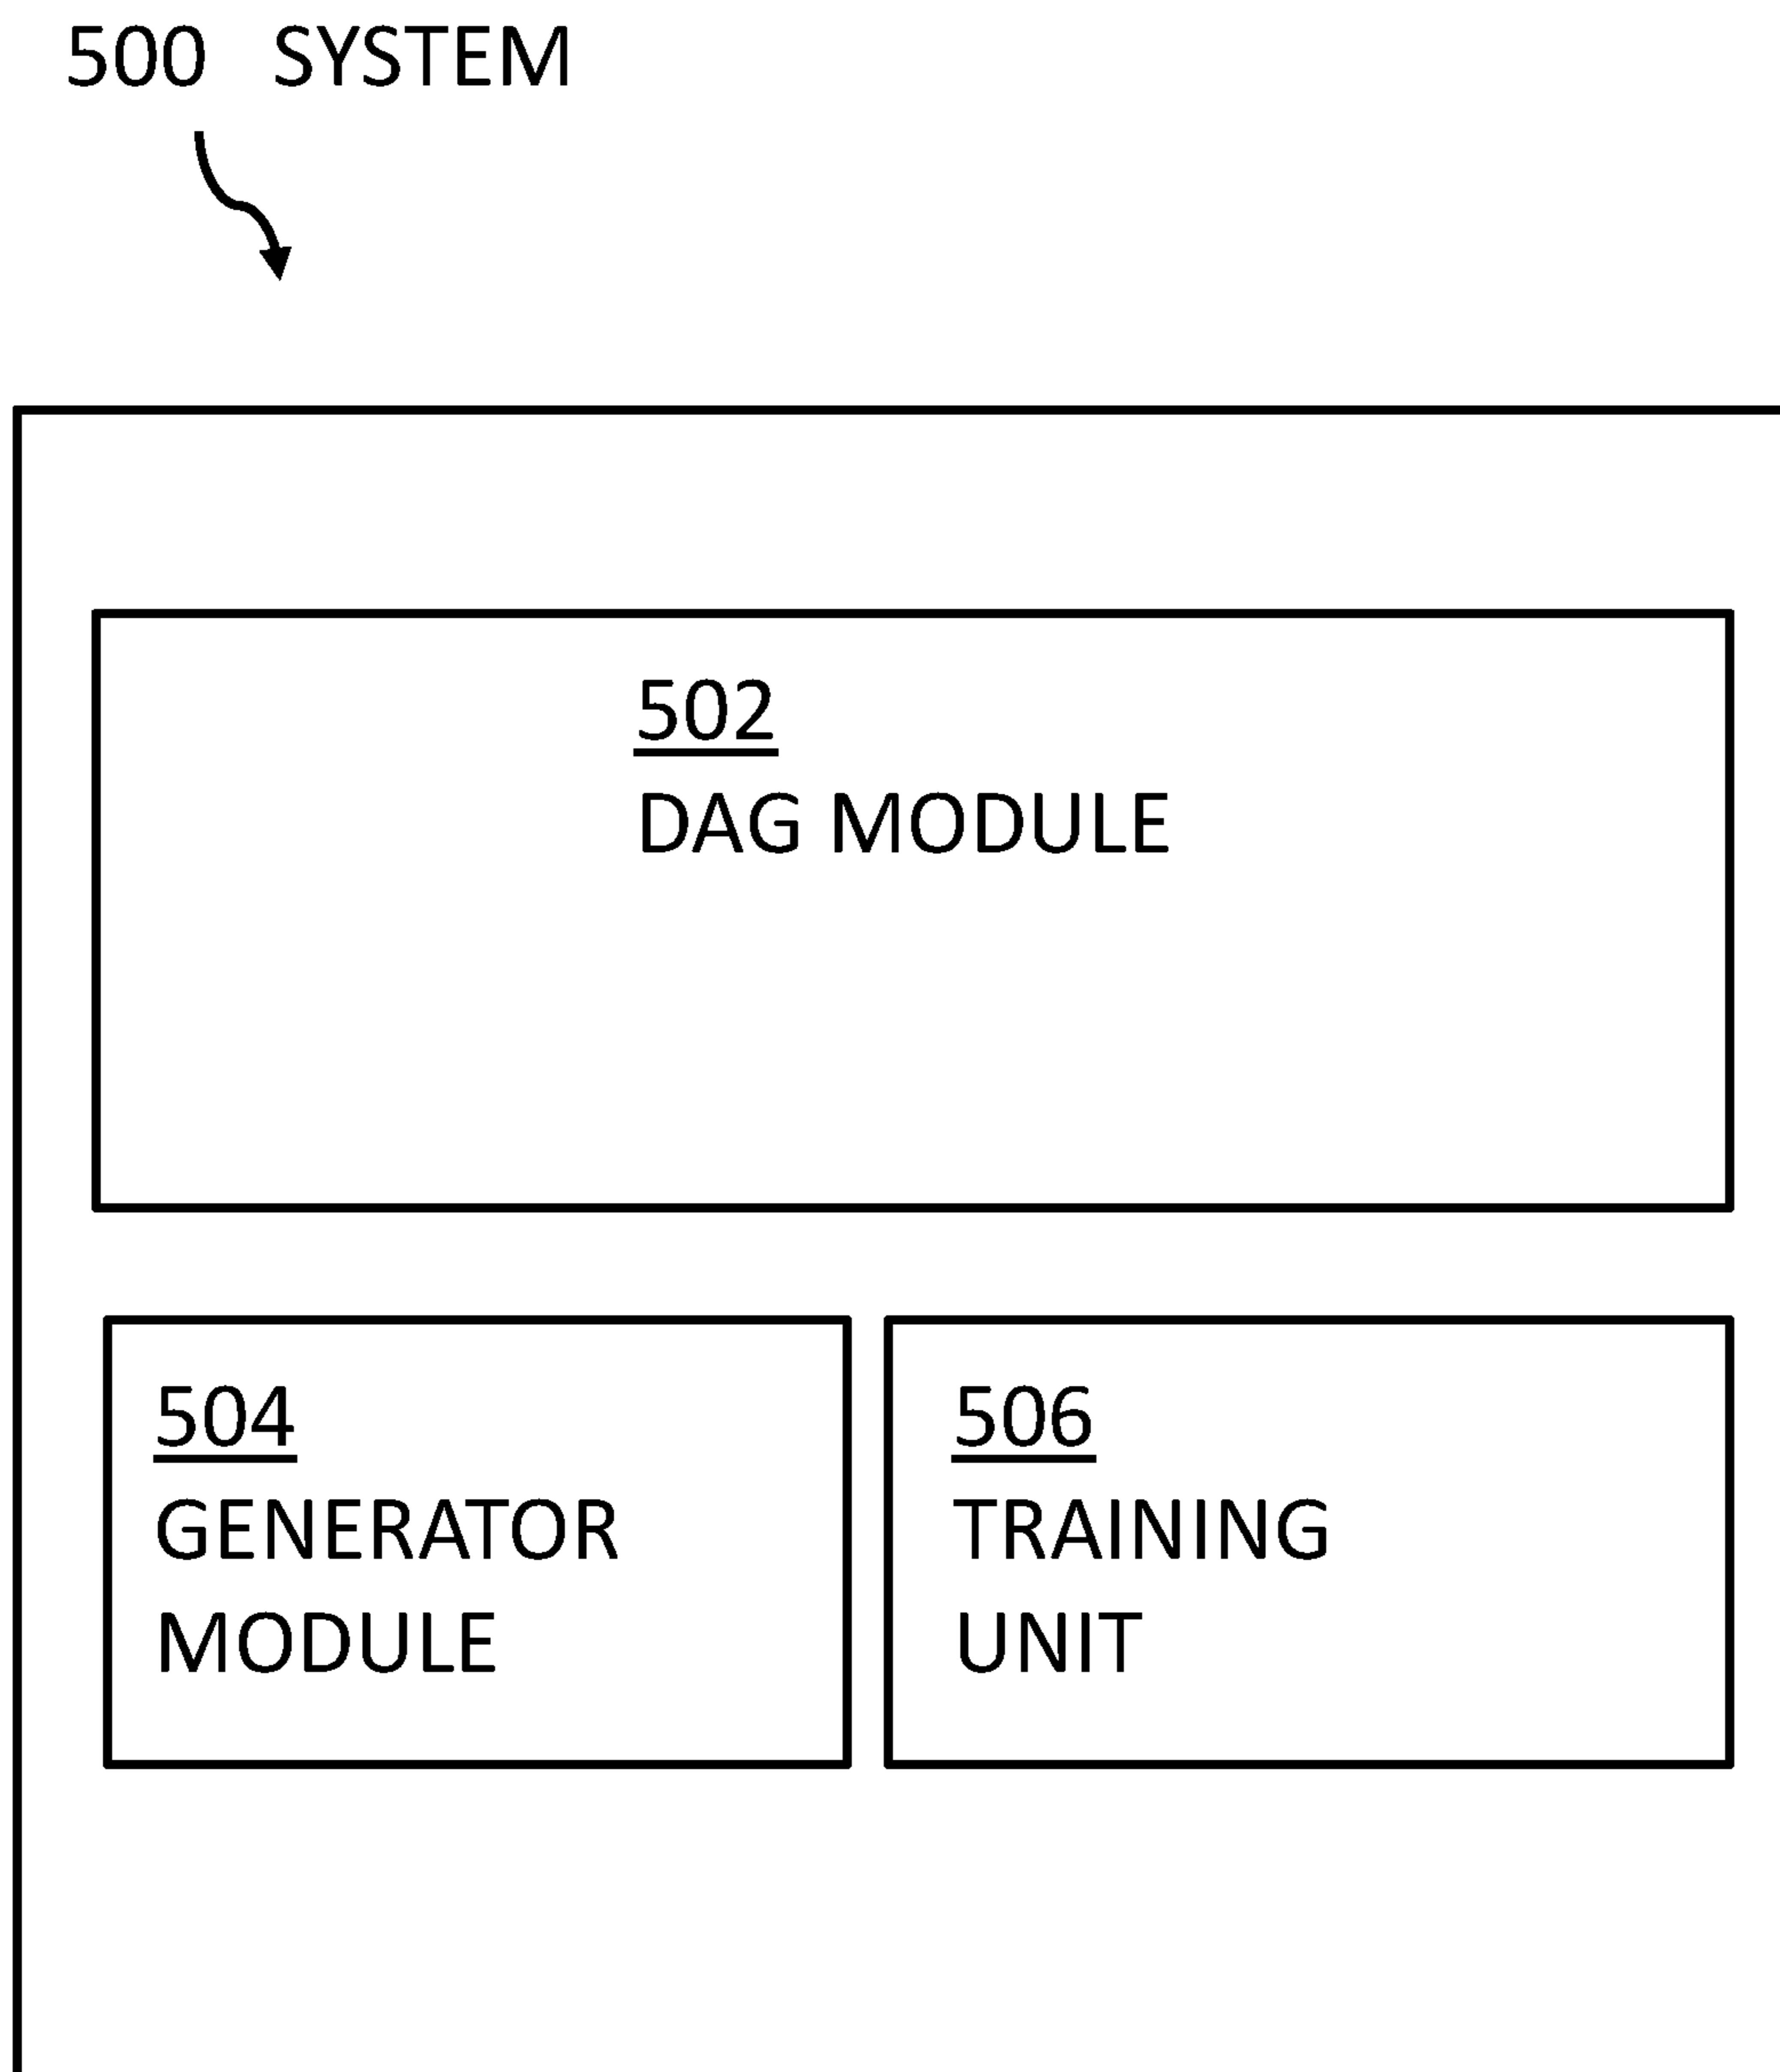 500 SYSTEM
502
DAG MODULE
504
GENERATOR
MODULE
506
TRAINING
UNIT